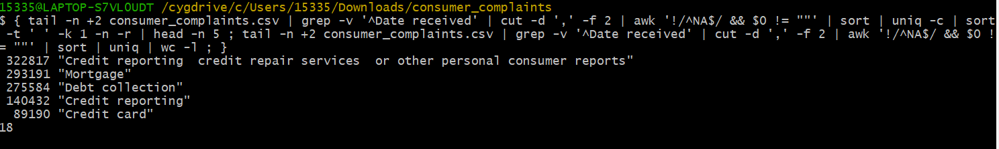 15335@LAPTOP-S7VL0UDT /cygdrive/c/Users/15335/Downloads/consumer_complaints
$ { tail -n +2 consumer_complaints.csv | grep -v '^Date received' | cut -d ',' -f 2 | awk '!/^NA$/ && $0 != ""' | sort | uniq -c | sort
 -t ' ' -k 1 -n -r | head -n 5 ; tail -n +2 consumer_complaints.csv | grep -v '^Date received' | cut -d ',' -f 2 | awk '!/^NA$/ && $0 !
= ""' | sort | uniq | wc -l ; }
 322817 "Credit reporting  credit repair services  or other personal consumer reports"
 293191 "Mortgage"
 275584 "Debt collection"
 140432 "Credit reporting"
  89190 "Credit card"
18